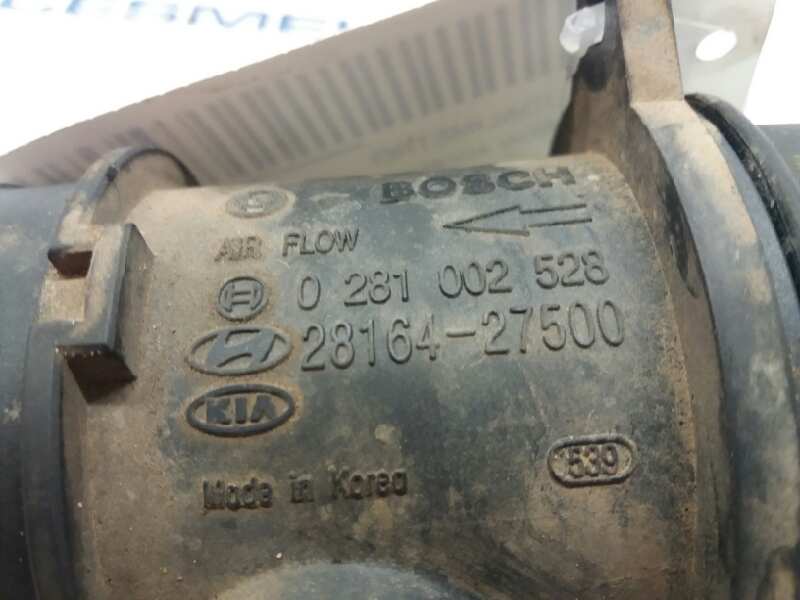 BOSCH
AIR FLOW
0 281 002 528
28164-27500
KIA
539
Made in Korea